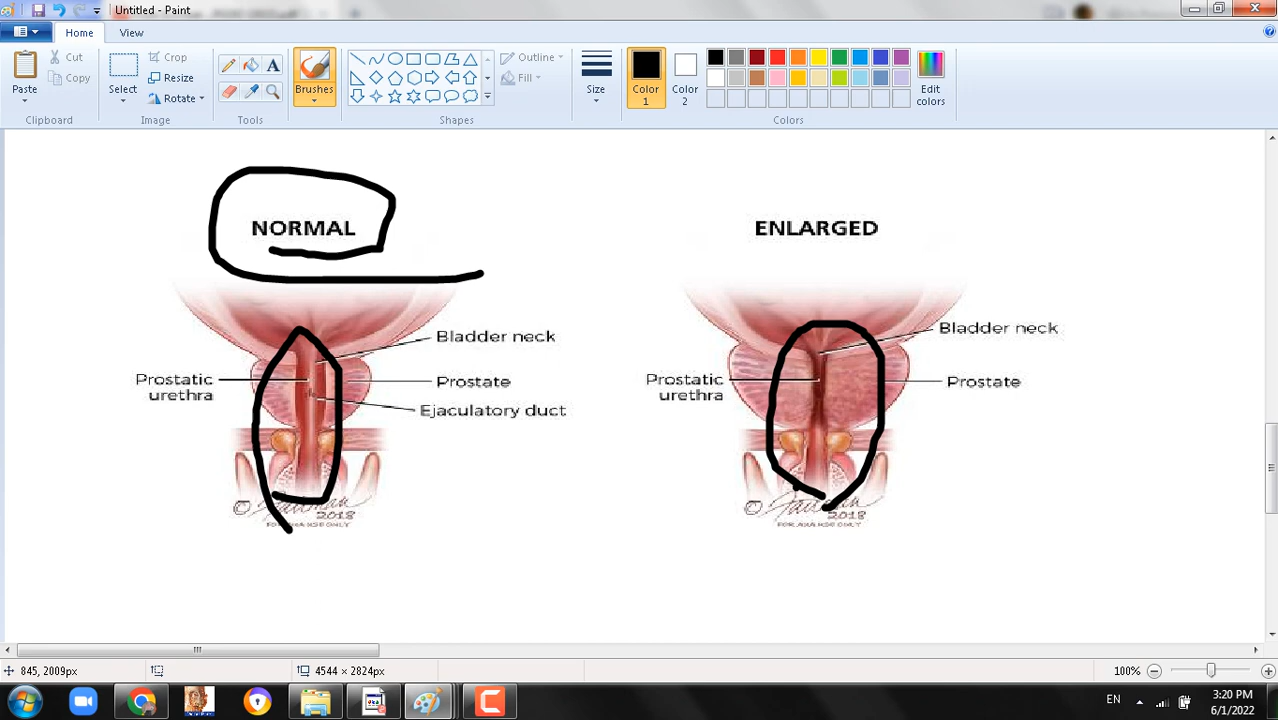 Untitled - Paint
Home
View
Paste
Cut
Copy
Clipboard
Select
Crop
Resize
Rotate
Image
Tools
Brushes
Outline
Fill
Shapes
Size
Color 1
Color 2
Edit colors
Colors
NORMAL
Bladder neck
Prostatic urethra
Prostate
Ejaculatory duct
©
2018
ENLARGED
Bladder neck
Prostatic urethra
Prostate
©
2018
845, 2009px
4544 × 2824px
100%
EN
3:20 PM
6/1/2022